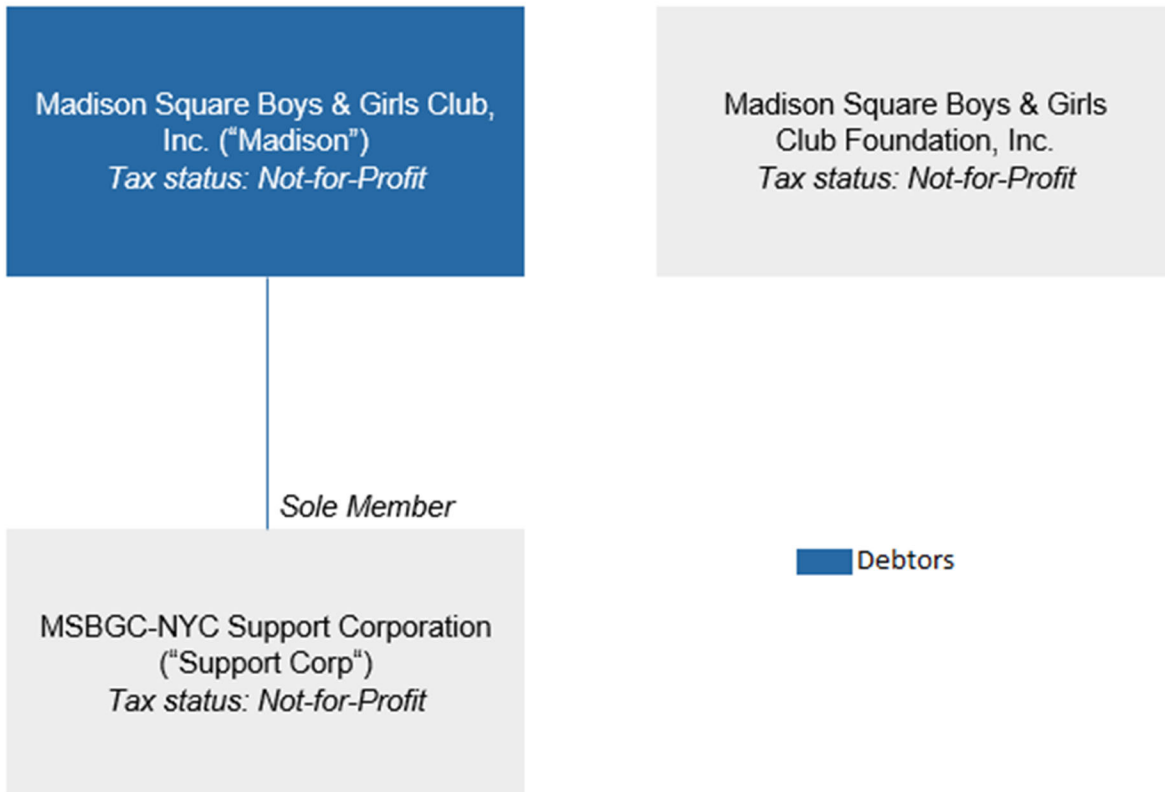 Madison Square Boys & Girls Club,
Inc. (“Madison”)
Tax status: Not-for-Profit
Madison Square Boys & Girls
Club Foundation, Inc.
Tax status: Not-for-Profit
Sole Member
MSBGC-NYC Support Corporation
(“Support Corp“)
Tax status: Not-for-Profit
Debtors